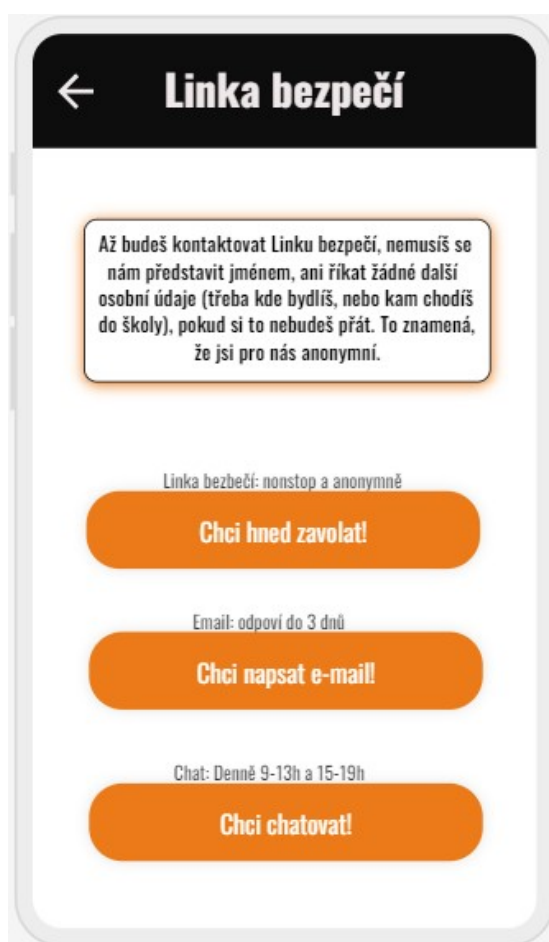 Linka bezpečí
Až budeš kontaktovat Linku bezpečí, nemusíš se
nám představit jménem, ani říkat žádné další
osobní údaje (třeba kde bydlíš, nebo kam chodíš
do školy), pokud si to nebudeš přát. To znamená,
že jsi pro nás anonymní.
Linka bezbečí: nonstop a anonymně
Chci hned zavolat!
Email: odpoví do 3 dnů
Chci napsat e-mail!
Chat: Denně 9-13h a 15-19h
Chci chatovat!